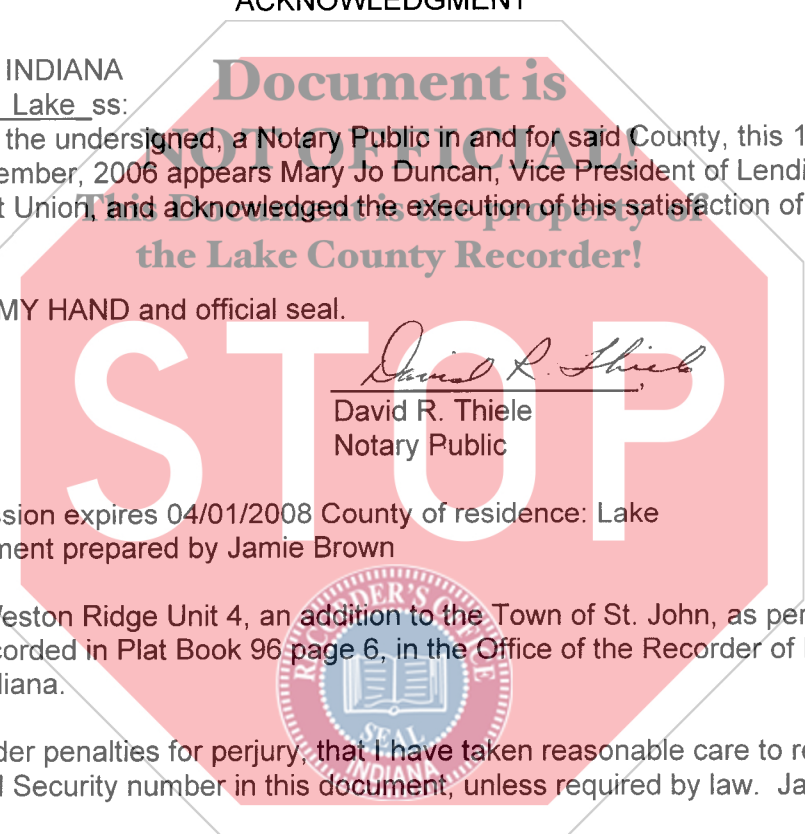 ACKNOWLEDGMENT
INDIANA
Lake ss:
the undersigned, a Notary Public in and for said County, this 1
ember, 2006 appears Mary Jo Duncan, Vice President of Lendi
t Union, and acknowledged the execution of this satisfaction of
MY HAND and official seal.
David R. Thiele
David R. Thiele
Notary Public
sion expires 04/01/2008 County of residence: Lake
ment prepared by Jamie Brown
Weston Ridge Unit 4, an addition to the Town of St. John, as per
corded in Plat Book 96 page 6, in the Office of the Recorder of
diana.
der penalties for perjury, that I have taken reasonable care to re
l Security number in this document, unless required by law. Ja
Document is
NOT OFFICIAL!
This Document is the property of
the Lake County Recorder!
STOP
RECORDER'S OFFICE
SEAL
INDIANA